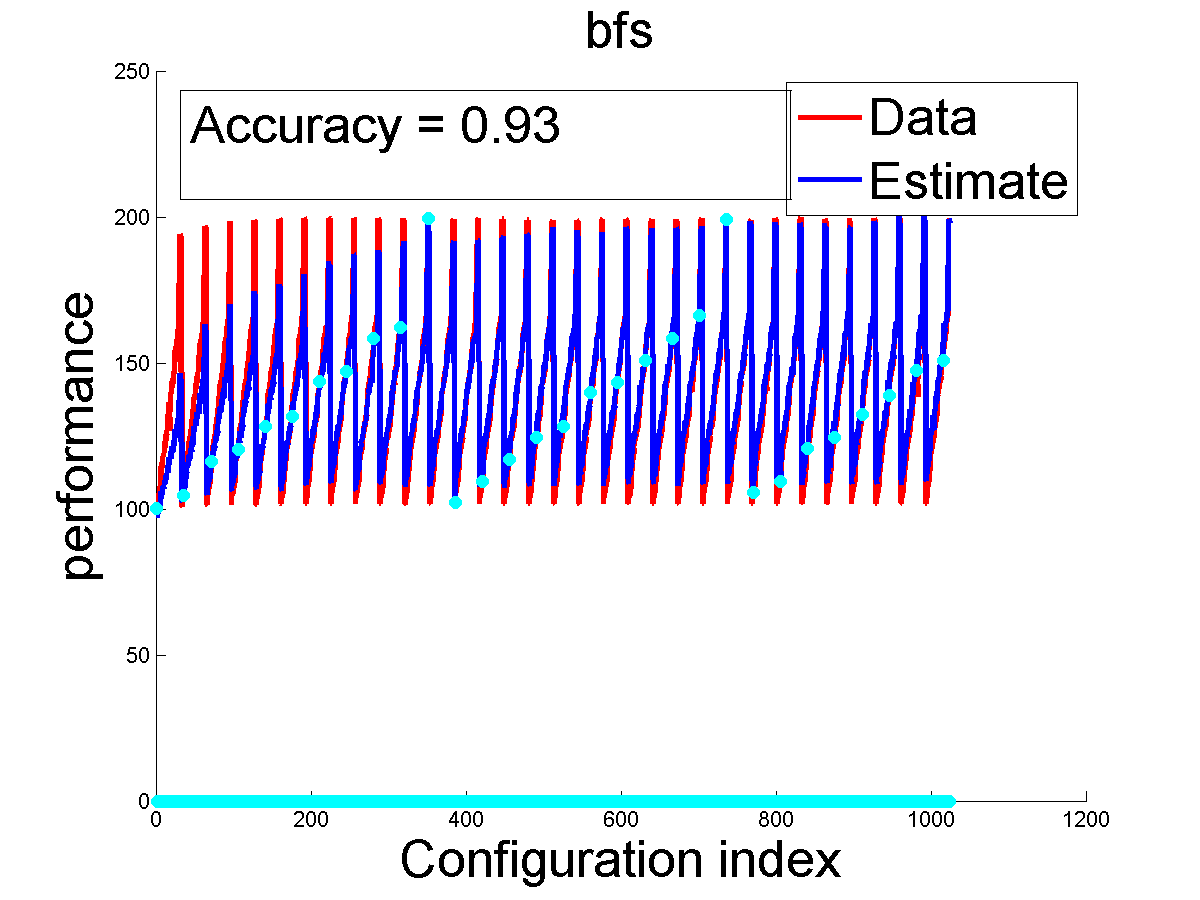 bfs
250
200
150
100
50
0
Accuracy = 0.93
Data
Estimate
performance
0 200 400 600 800 1000 1200
Configuration index